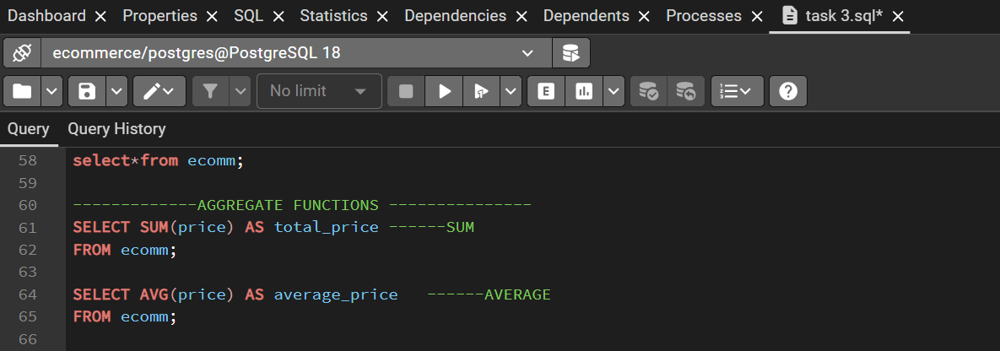 Dashboard × Properties × SQL × Statistics × Dependencies × Dependents × Processes × task 3.sql* ×
ecommerce/postgres@PostgreSQL 18
No limit E
Query Query History
58 select*from ecomm;
59
60 -------------AGGREGATE FUNCTIONS ---------------
61 SELECT SUM(price) AS total_price ------SUM
62 FROM ecomm;
63
64 SELECT AVG(price) AS average_price ------AVERAGE
65 FROM ecomm;
66